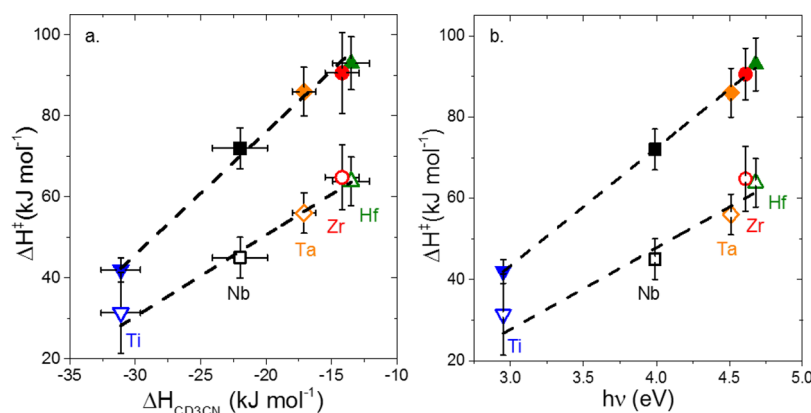 a.
ΔH‡(kJ mol⁻¹)
100
80
60
40
20
Ti
Nb
Ta
Zr
Hf
-35 -30 -25 -20 -15 -10
ΔH_CD3CN (kJ mol⁻¹)
b.
ΔH‡(kJ mol⁻¹)
100
80
60
40
20
Ti
Nb
Ta
Zr
Hf
3.0 3.5 4.0 4.5 5.0
hν (eV)